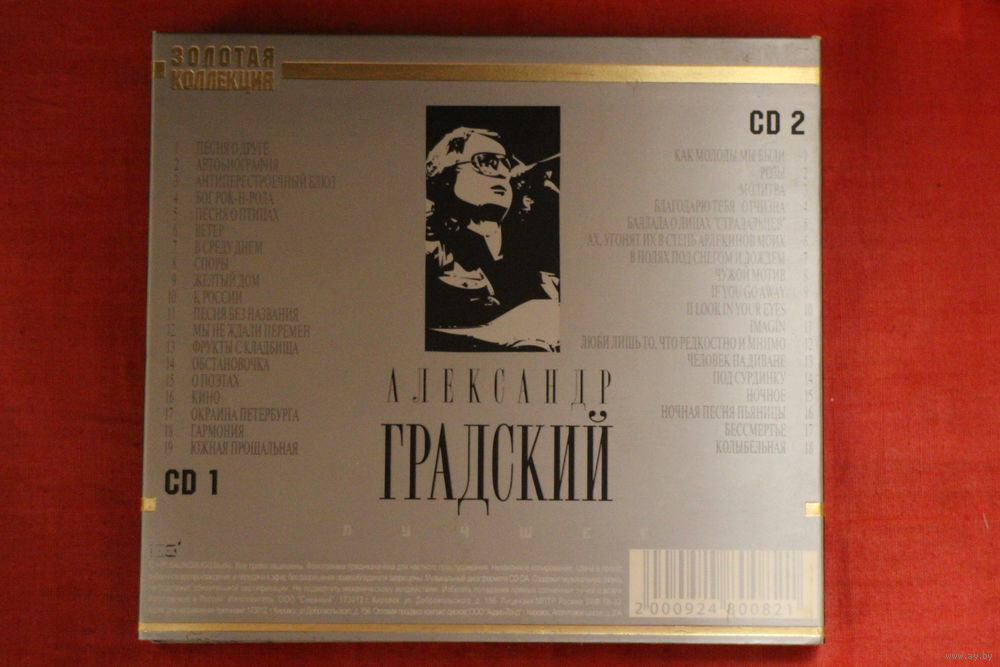 ЗОЛОТАЯ
КОЛЛЕКЦИЯ
1 ПЕСНЯ О ДРУГЕ
2 АВТОБИОГРАФИЯ
3 АНТИПЕРЕСТРОЕЧНЫЙ БЛЮЗ
4 БОГ РОК-Н-РОЛА
5 ПЕСНЯ О ПТИЦАХ
6 ВЕТЕР
7 В СРЕДУ ДНЕМ
8 СПОРЫ
9 ЖЕЛТЫЙ ДОМ
10 К РОССИИ
11 ПЕСНЯ БЕЗ НАЗВАНИЯ
12 МЫ НЕ ЖДАЛИ ПЕРЕМЕН
13 ФРУКТЫ С КЛАДБИЩА
14 ОБСТАНОВОЧКА
15 О ПОЭТАХ
16 КИНО
17 ОКРАИНА ПЕТЕРБУРГА
18 ГАРМОНИЯ
19 ЮЖНАЯ ПРОЩАЛЬНАЯ
CD 1
CD 2
КАК МОЛОДЫ МЫ БЫЛИ 1
РОЗЫ 2
МОЛИТВА 3
БЛАГОДАРЮ ТЕБЯ ОТЧИЗНА 4
БАЛЛАДА О ЛИЦАХ "СТРАДАЛЬЦЕВ" 5
АХ, УГОНЯТ ИХ В СТЕПЬ АРЛЕКИНОВ МОИХ 6
В ПОЛЯХ ПОД СНЕГОМ И ДОЖДЕМ 7
ЧУЖОЙ МОТИВ 8
IF YOU GO AWAY 9
II LOOK IN YOUR EYES 10
IMAGIN 11
ЛЮБИ ЛИШЬ ТО, ЧТО РЕДКОСТНО И МНИМО 12
ЧЕЛОВЕК НА ДИВАНЕ 13
ПОД СУРДИНКУ 14
НОЧНОЕ 15
НОЧНАЯ ПЕСНЯ ПЬЯНИЦЫ 16
БЕССМЕРТЬЕ 17
КОЛЫБЕЛЬНАЯ 18
АЛЕКСАНДР
ГРАДСКИЙ
ЛУЧШЕЕ
2 000924 800821
www.ay.by